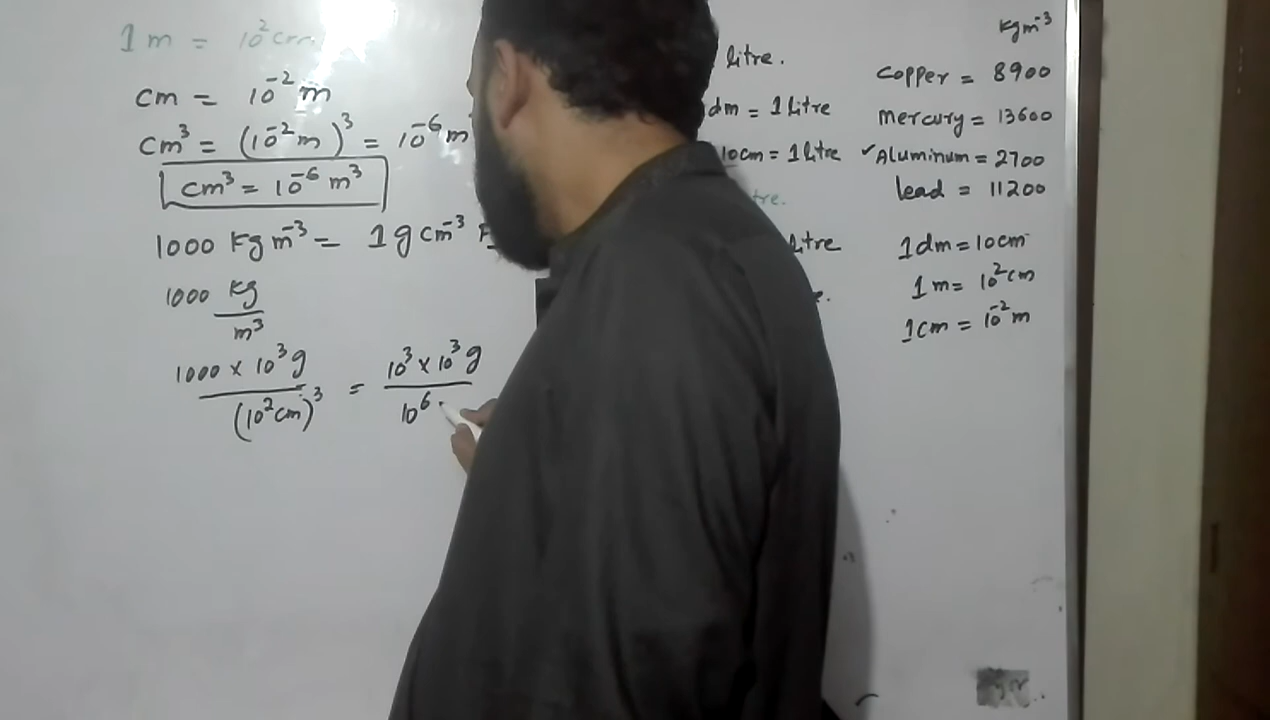 1 m = 10² cm
cm = 10⁻² m
cm³ = (10⁻² m)³ = 10⁻⁶ m
cm³ = 10⁻⁶ m³
1000 Kg m⁻³ = 1 g cm⁻³
1000 Kg/m³
1000 × 10³ g / (10² cm)³ = 10³ × 10³ g / 10⁶
litre.
dm = 1 litre
10cm = 1 litre
tre.
litre
e.
Kg m⁻³
Copper = 8900
mercury = 13600
✓Aluminum = 2700
lead = 11200
1 dm = 10 cm
1 m = 10² cm
1 cm = 10⁻² m